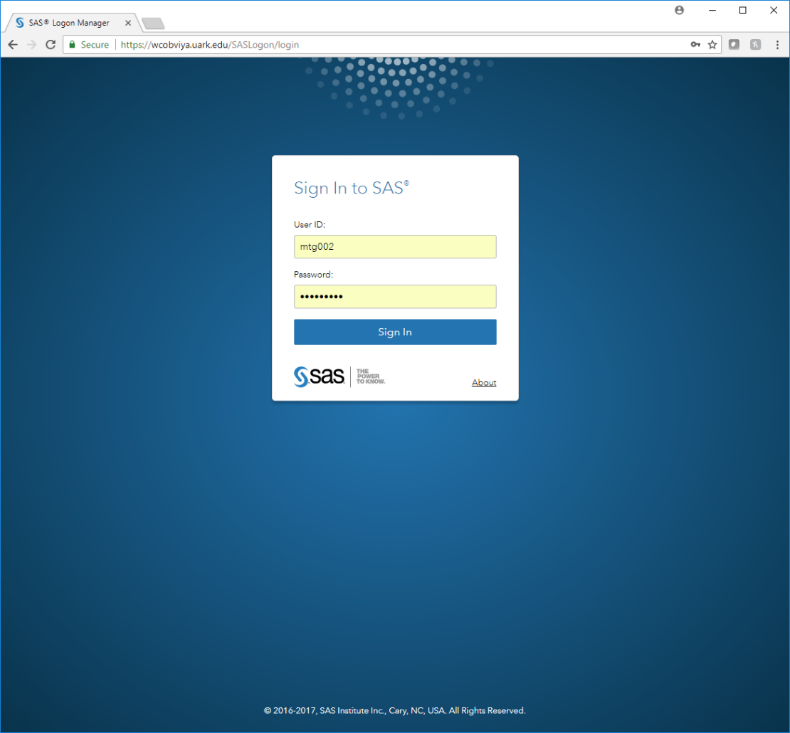 SAS® Logon Manager
Secure
https://wcobviya.uark.edu/SASLogon/login
Sign In to SAS®
User ID:
mtg002
Password:
•••••••••
Sign In
sas
THE
POWER
TO KNOW.
About
© 2016-2017, SAS Institute Inc., Cary, NC, USA. All Rights Reserved.